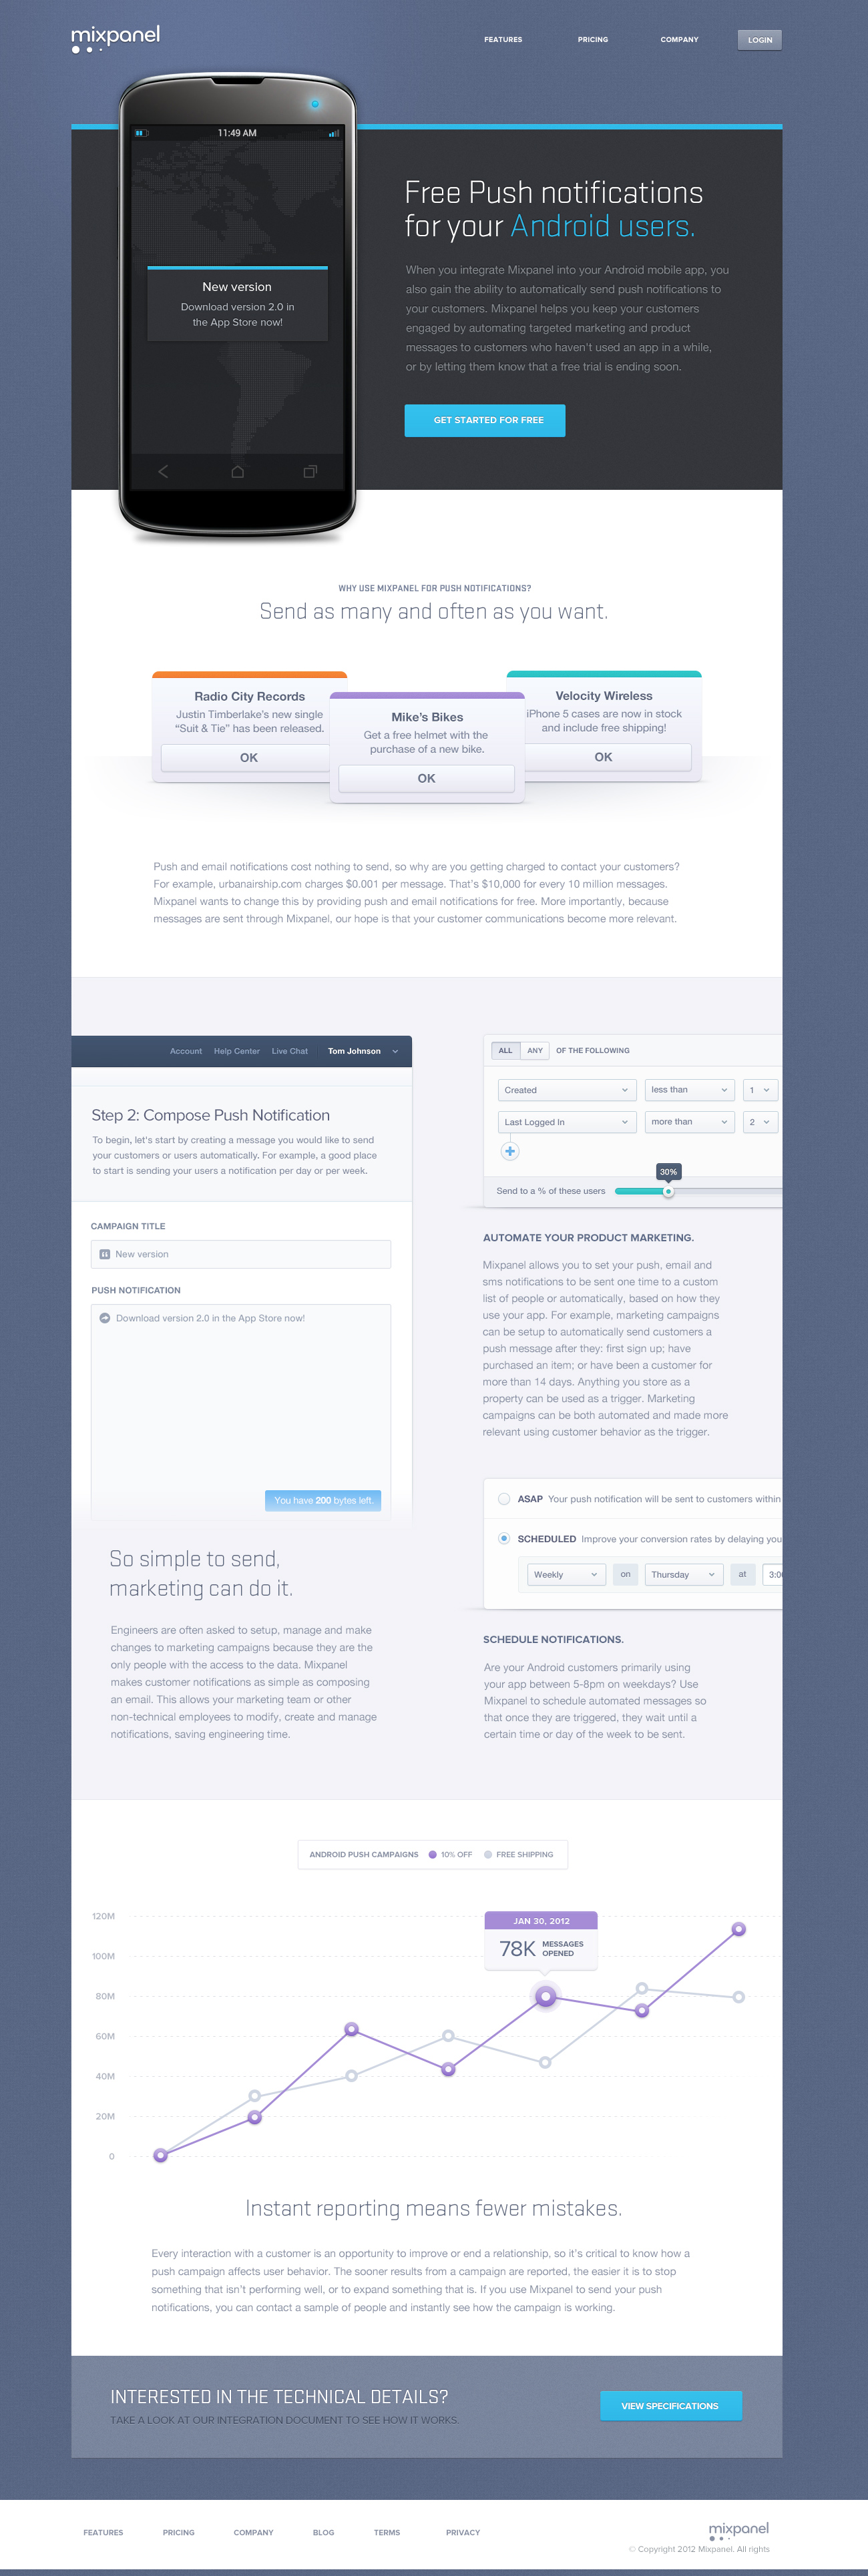 mixpanel
FEATURES PRICING COMPANY LOGIN
11:49 AM
New version
Download version 2.0 in
the App Store now!
Free Push notifications
for your Android users.
When you integrate Mixpanel into your Android mobile app, you
also gain the ability to automatically send push notifications to
your customers. Mixpanel helps you keep your customers
engaged by automating targeted marketing and product
messages to customers who haven't used an app in a while,
or by letting them know that a free trial is ending soon.
GET STARTED FOR FREE
WHY USE MIXPANEL FOR PUSH NOTIFICATIONS?
Send as many and often as you want.
Radio City Records
Justin Timberlake's new single
“Suit & Tie” has been released.
OK
Mike's Bikes
Get a free helmet with the
purchase of a new bike.
OK
Velocity Wireless
iPhone 5 cases are now in stock
and include free shipping!
OK
Push and email notifications cost nothing to send, so why are you getting charged to contact your customers?
For example, urbanairship.com charges $0.001 per message. That's $10,000 for every 10 million messages.
Mixpanel wants to change this by providing push and email notifications for free. More importantly, because
messages are sent through Mixpanel, our hope is that your customer communications become more relevant.
Account Help Center Live Chat Tom Johnson
Step 2: Compose Push Notification
To begin, let's start by creating a message you would like to send
your customers or users automatically. For example, a good place
to start is sending your users a notification per day or per week.
CAMPAIGN TITLE
New version
PUSH NOTIFICATION
Download version 2.0 in the App Store now!
You have 200 bytes left.
So simple to send,
marketing can do it.
Engineers are often asked to setup, manage and make
changes to marketing campaigns because they are the
only people with the access to the data. Mixpanel
makes customer notifications as simple as composing
an email. This allows your marketing team or other
non-technical employees to modify, create and manage
notifications, saving engineering time.
ALL ANY OF THE FOLLOWING
Created less than 1
Last Logged In more than 2
30%
Send to a % of these users
AUTOMATE YOUR PRODUCT MARKETING.
Mixpanel allows you to set your push, email and
sms notifications to be sent one time to a custom
list of people or automatically, based on how they
use your app. For example, marketing campaigns
can be setup to automatically send customers a
push message after they: first sign up; have
purchased an item; or have been a customer for
more than 14 days. Anything you store as a
property can be used as a trigger. Marketing
campaigns can be both automated and made more
relevant using customer behavior as the trigger.
ASAP Your push notification will be sent to customers within
SCHEDULED Improve your conversion rates by delaying you
Weekly on Thursday at 3:00
SCHEDULE NOTIFICATIONS.
Are your Android customers primarily using
your app between 5-8pm on weekdays? Use
Mixpanel to schedule automated messages so
that once they are triggered, they wait until a
certain time or day of the week to be sent.
ANDROID PUSH CAMPAIGNS 10% OFF FREE SHIPPING
120M
100M
80M
60M
40M
20M
0
JAN 30, 2012
78K MESSAGES
OPENED
Instant reporting means fewer mistakes.
Every interaction with a customer is an opportunity to improve or end a relationship, so it's critical to know how a
push campaign affects user behavior. The sooner results from a campaign are reported, the easier it is to stop
something that isn't performing well, or to expand something that is. If you use Mixpanel to send your push
notifications, you can contact a sample of people and instantly see how the campaign is working.
INTERESTED IN THE TECHNICAL DETAILS?
TAKE A LOOK AT OUR INTEGRATION DOCUMENT TO SEE HOW IT WORKS.
VIEW SPECIFICATIONS
FEATURES PRICING COMPANY BLOG TERMS PRIVACY
mixpanel
© Copyright 2012 Mixpanel. All rights